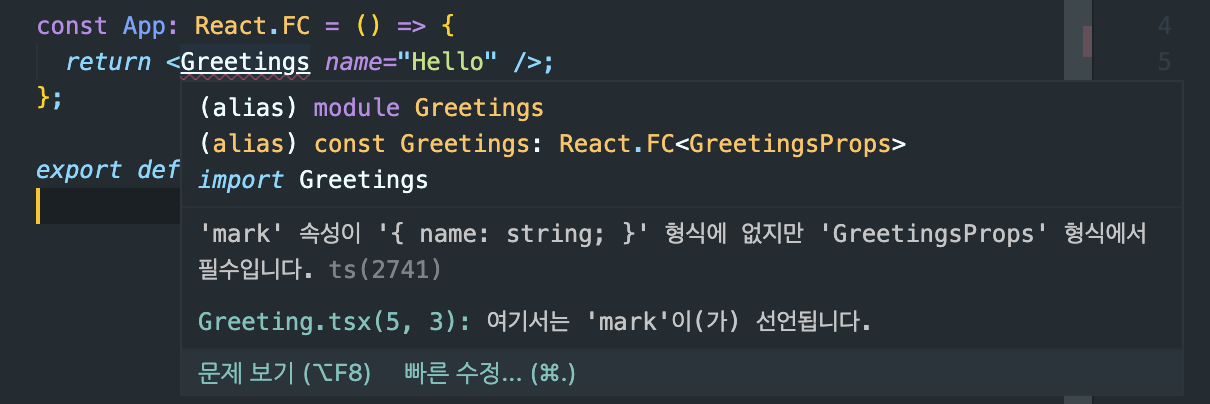 const App: React.FC = () => {
return <Greetings name="Hello" />;
};
export def
(alias) module Greetings
(alias) const Greetings: React.FC<GreetingsProps>
import Greetings
'mark' 속성이 '{ name: string; }' 형식에 없지만 'GreetingsProps' 형식에서
필수입니다. ts(2741)
Greeting.tsx(5, 3): 여기서는 'mark'이(가) 선언됩니다.
문제 보기 (⌥F8) 빠른 수정... (⌘.)
4
5